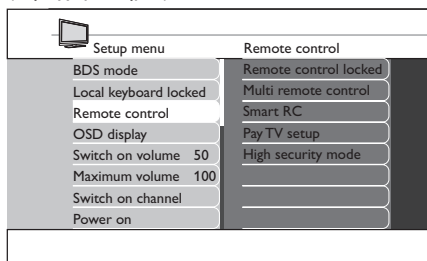 Setup menu
Remote control
BDS mode
Local keyboard locked
Remote control
OSD display
Switch on volume 50
Maximum volume 100
Switch on channel
Power on
Remote control locked
Multi remote control
Smart RC
Pay TV setup
High security mode